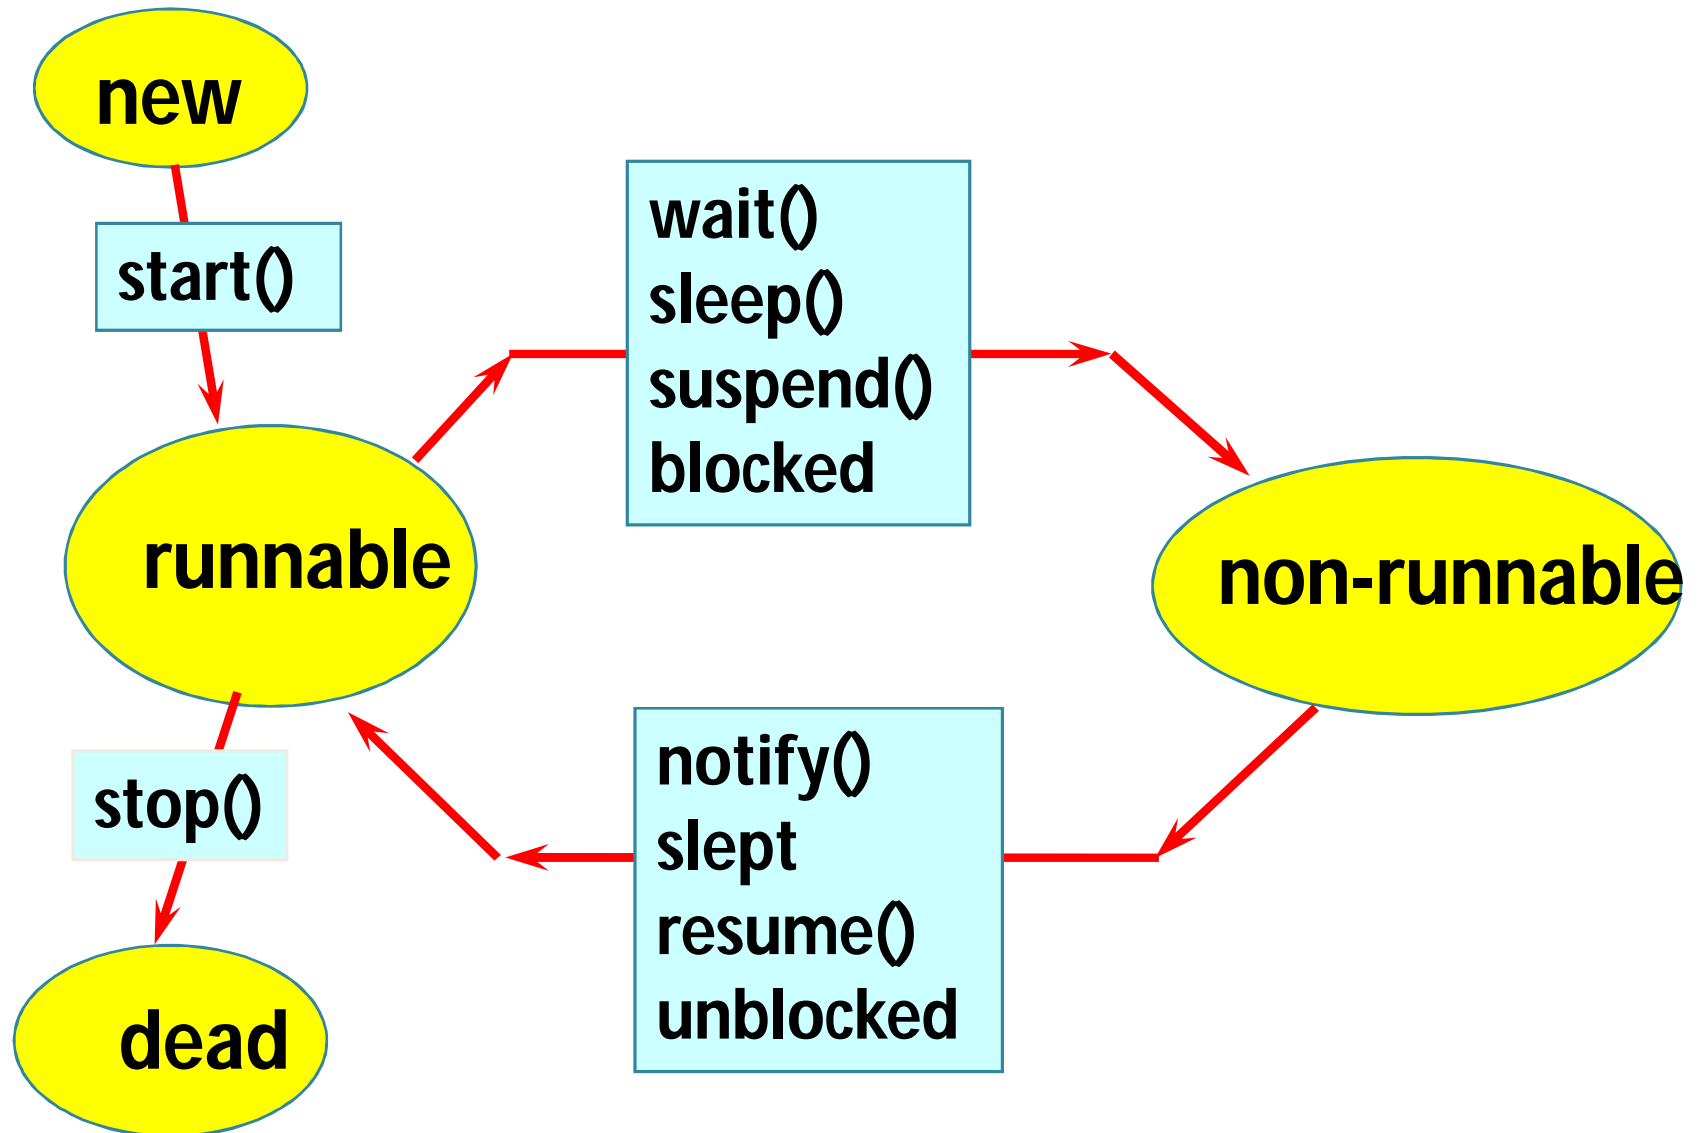 new
start()
wait()
sleep()
suspend()
blocked
runnable
non-runnable
stop()
notify()
slept
resume()
unblocked
dead